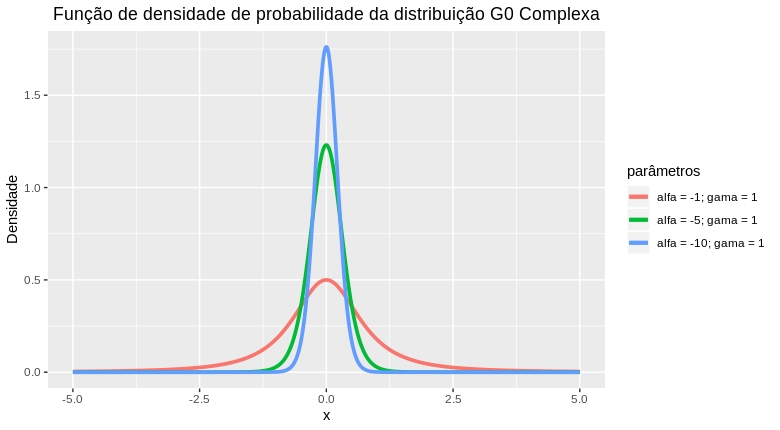 Função de densidade de probabilidade da distribuição G0 Complexa
1.5
1.0
0.5
0.0
Densidade
-5.0 -2.5 0.0 2.5 5.0
x
parâmetros
alfa = -1; gama = 1
alfa = -5; gama = 1
alfa = -10; gama = 1